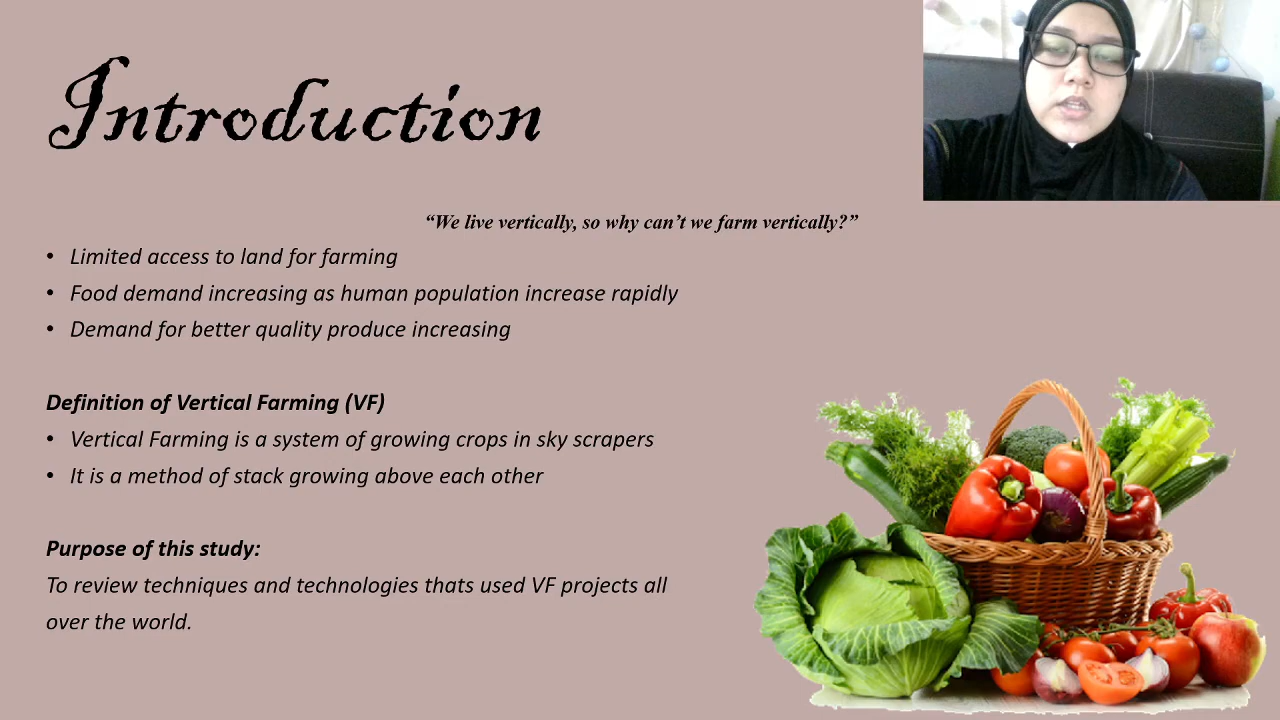 Introduction
“We live vertically, so why can’t we farm vertically?”
• Limited access to land for farming
• Food demand increasing as human population increase rapidly
• Demand for better quality produce increasing
Definition of Vertical Farming (VF)
• Vertical Farming is a system of growing crops in sky scrapers
• It is a method of stack growing above each other
Purpose of this study:
To review techniques and technologies thats used VF projects all
over the world.